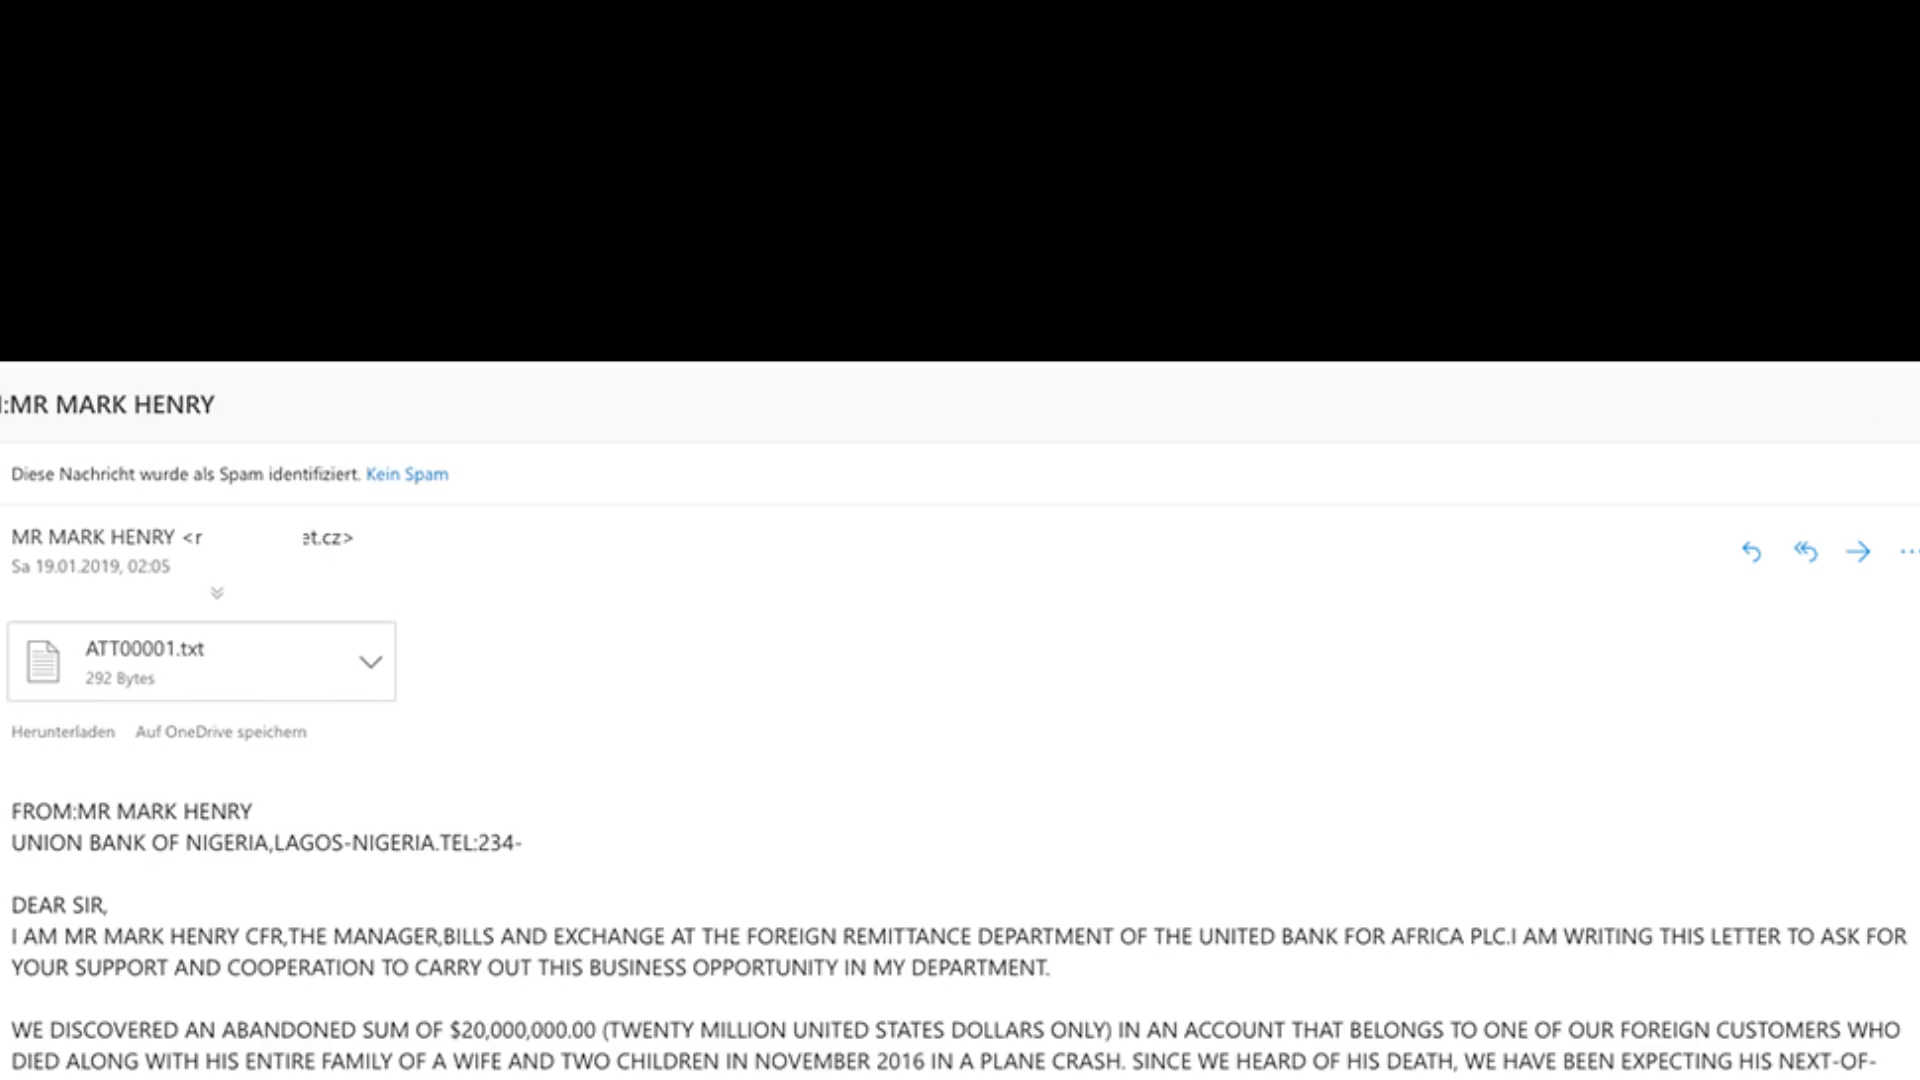 :MR MARK HENRY
Diese Nachricht wurde als Spam identifiziert. Kein Spam
MR MARK HENRY <r et.cz>
Sa 19.01.2019, 02:05
ATT00001.txt
292 Bytes
Herunterladen Auf OneDrive speichern
FROM:MR MARK HENRY
UNION BANK OF NIGERIA,LAGOS-NIGERIA.TEL:234-
DEAR SIR,
I AM MR MARK HENRY CFR,THE MANAGER,BILLS AND EXCHANGE AT THE FOREIGN REMITTANCE DEPARTMENT OF THE UNITED BANK FOR AFRICA PLC.I AM WRITING THIS LETTER TO ASK FOR
YOUR SUPPORT AND COOPERATION TO CARRY OUT THIS BUSINESS OPPORTUNITY IN MY DEPARTMENT.
WE DISCOVERED AN ABANDONED SUM OF $20,000,000.00 (TWENTY MILLION UNITED STATES DOLLARS ONLY) IN AN ACCOUNT THAT BELONGS TO ONE OF OUR FOREIGN CUSTOMERS WHO
DIED ALONG WITH HIS ENTIRE FAMILY OF A WIFE AND TWO CHILDREN IN NOVEMBER 2016 IN A PLANE CRASH. SINCE WE HEARD OF HIS DEATH, WE HAVE BEEN EXPECTING HIS NEXT-OF-